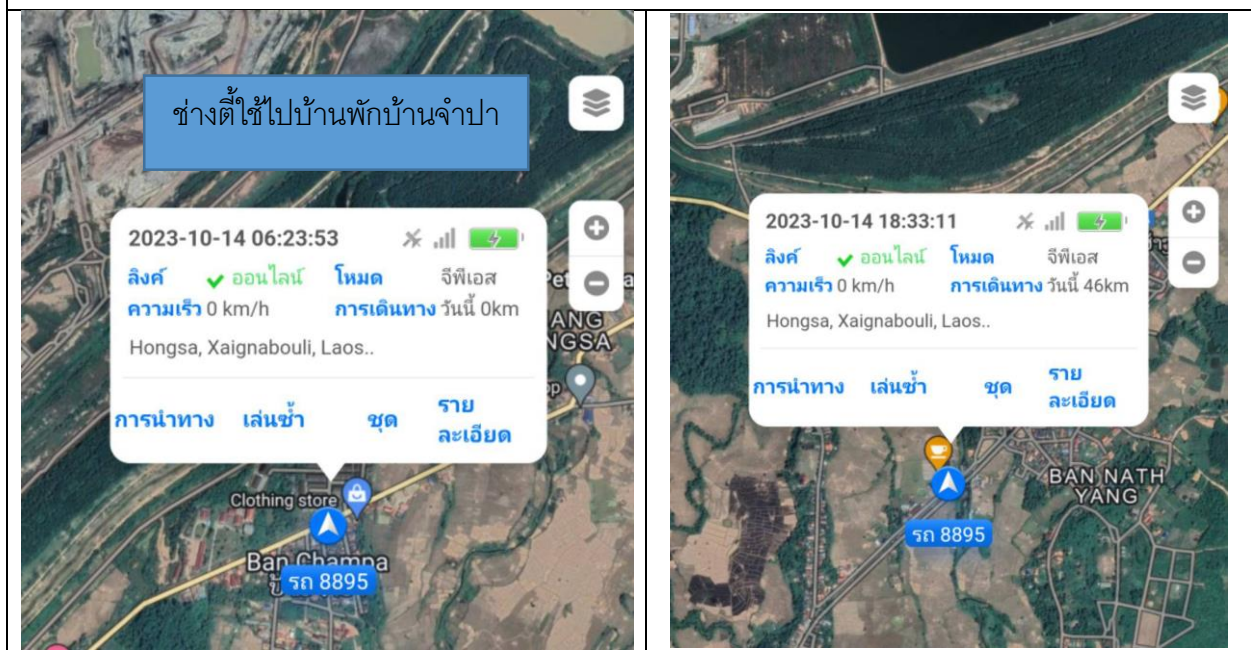 ช่างตี้ใช้ไปบ้านพักบ้านจำปา
2023-10-14 06:23:53
ลิงค์ ออนไลน์ โหมด จีพีเอส
ความเร็ว 0 km/h การเดินทาง วันนี้ 0km
Hongsa, Xaignabouli, Laos..
การนำทาง เล่นซ้ำ ชุด ราย
ละเอียด
Clothing store
Ban Champa
รถ 8895
2023-10-14 18:33:11
ลิงค์ ออนไลน์ โหมด จีพีเอส
ความเร็ว 0 km/h การเดินทาง วันนี้ 46km
Hongsa, Xaignabouli, Laos..
การนำทาง เล่นซ้ำ ชุด ราย
ละเอียด
BAN NATH
YANG
รถ 8895